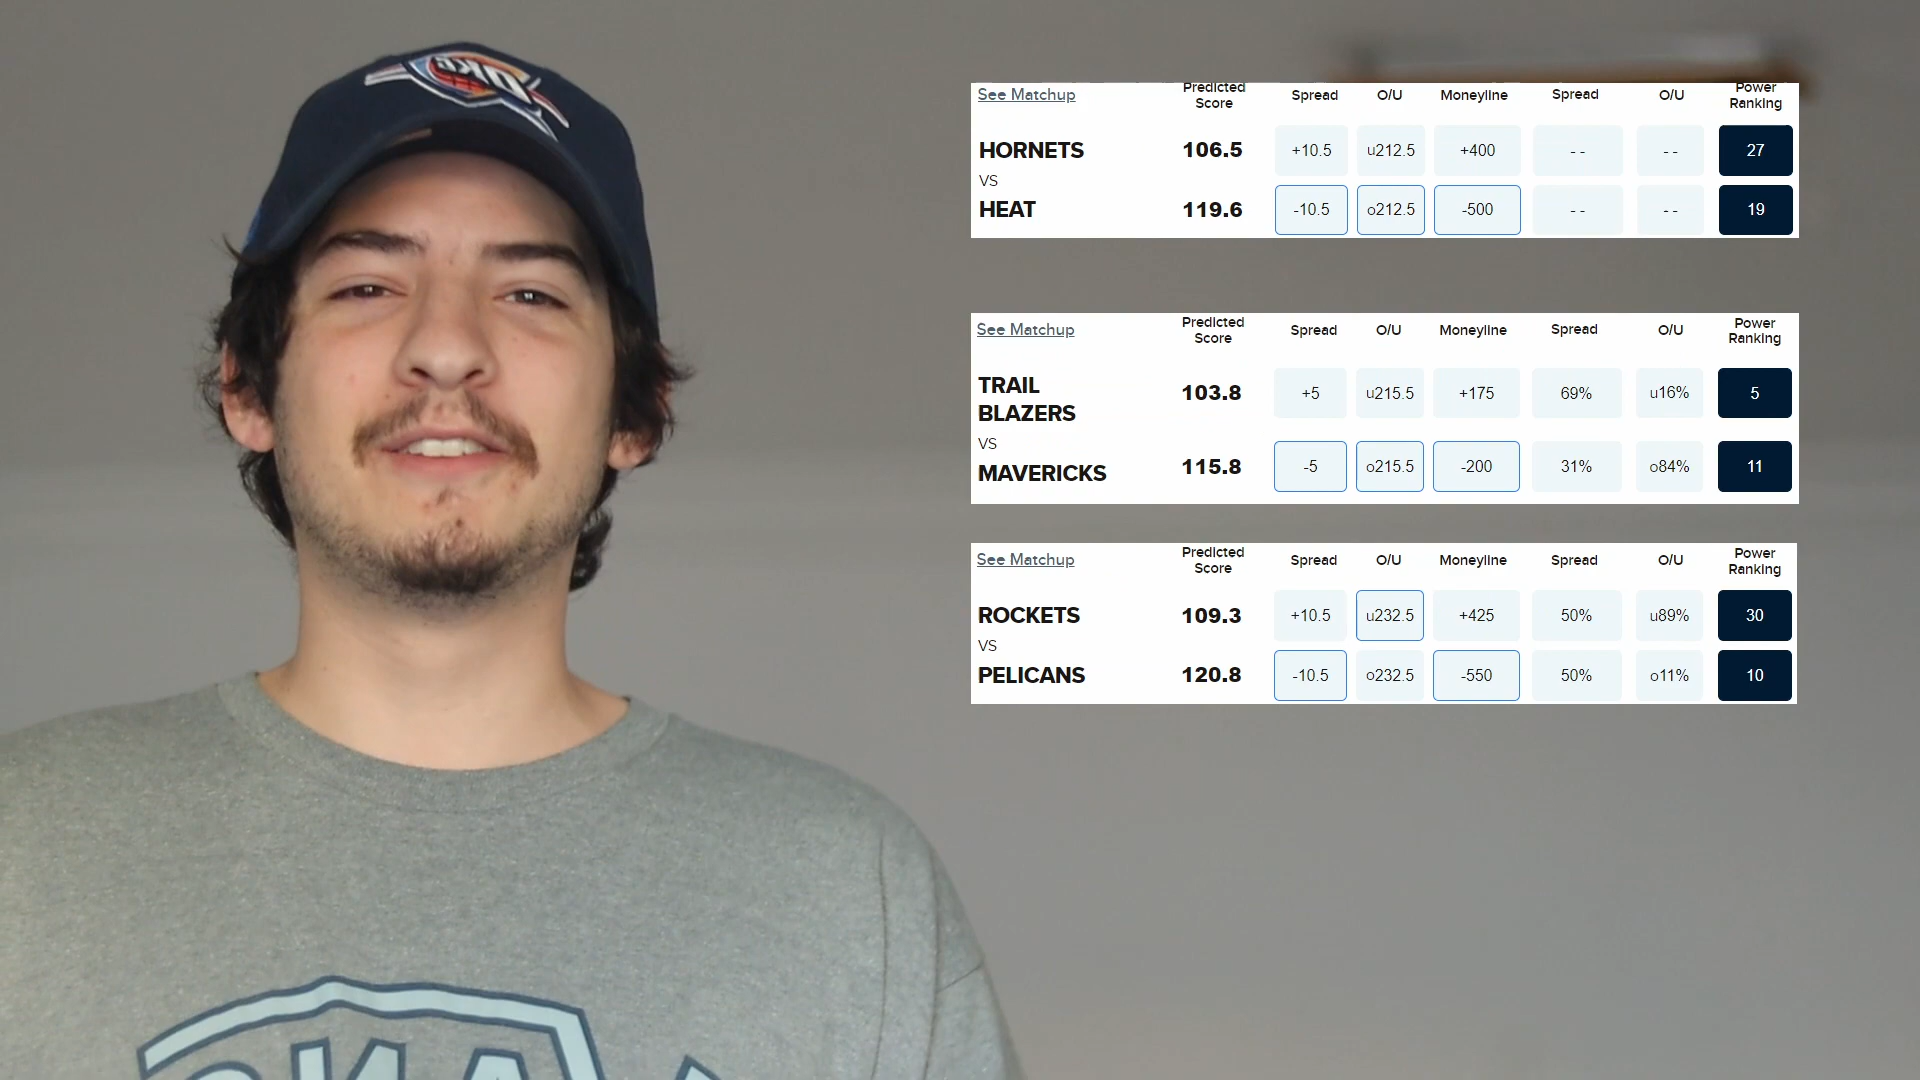 See Matchup Predicted Score Spread O/U Moneyline Spread O/U Power Ranking
HORNETS 106.5 +10.5 u212.5 +400 -- -- 27
VS
HEAT 119.6 -10.5 o212.5 -500 -- -- 19
See Matchup Predicted Score Spread O/U Moneyline Spread O/U Power Ranking
TRAIL BLAZERS 103.8 +5 u215.5 +175 69% u16% 5
VS
MAVERICKS 115.8 -5 o215.5 -200 31% o84% 11
See Matchup Predicted Score Spread O/U Moneyline Spread O/U Power Ranking
ROCKETS 109.3 +10.5 u232.5 +425 50% u89% 30
VS
PELICANS 120.8 -10.5 o232.5 -550 50% o11% 10